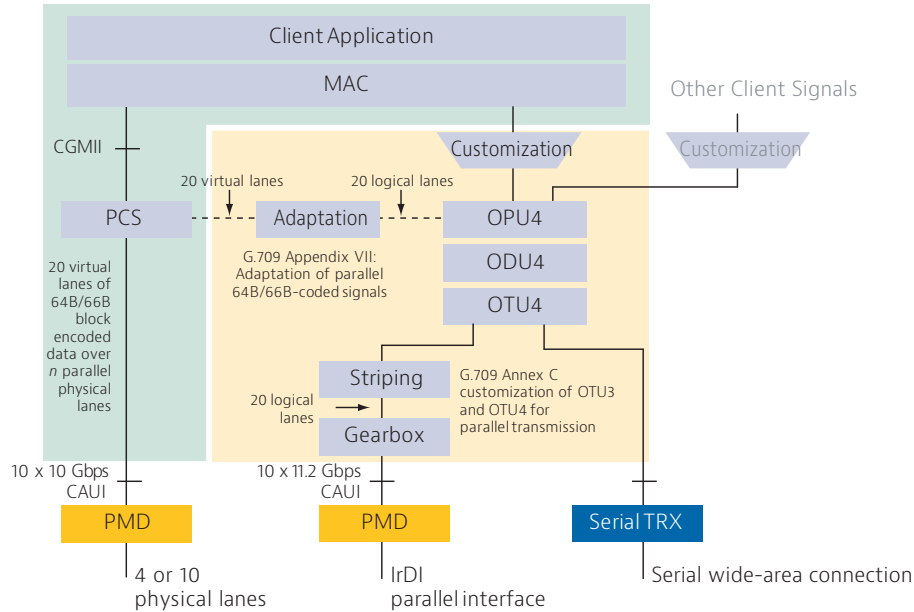 Client Application
MAC
Other Client Signals
CGMII
Customization
Customization
20 virtual lanes
20 logical lanes
PCS
Adaptation
OPU4
G.709 Appendix VII:
Adaptation of parallel
64B/66B-coded signals
ODU4
OTU4
20 virtual
lanes of
64B/66B
block
encoded
data over
n parallel
physical
lanes
Striping
G.709 Annex C
customization of OTU3
and OTU4 for
parallel transmission
20 logical
lanes
Gearbox
10 x 10 Gbps
CAUI
10 x 11.2 Gbps
CAUI
PMD
PMD
Serial TRX
4 or 10
physical lanes
IrDI
parallel interface
Serial wide-area connection